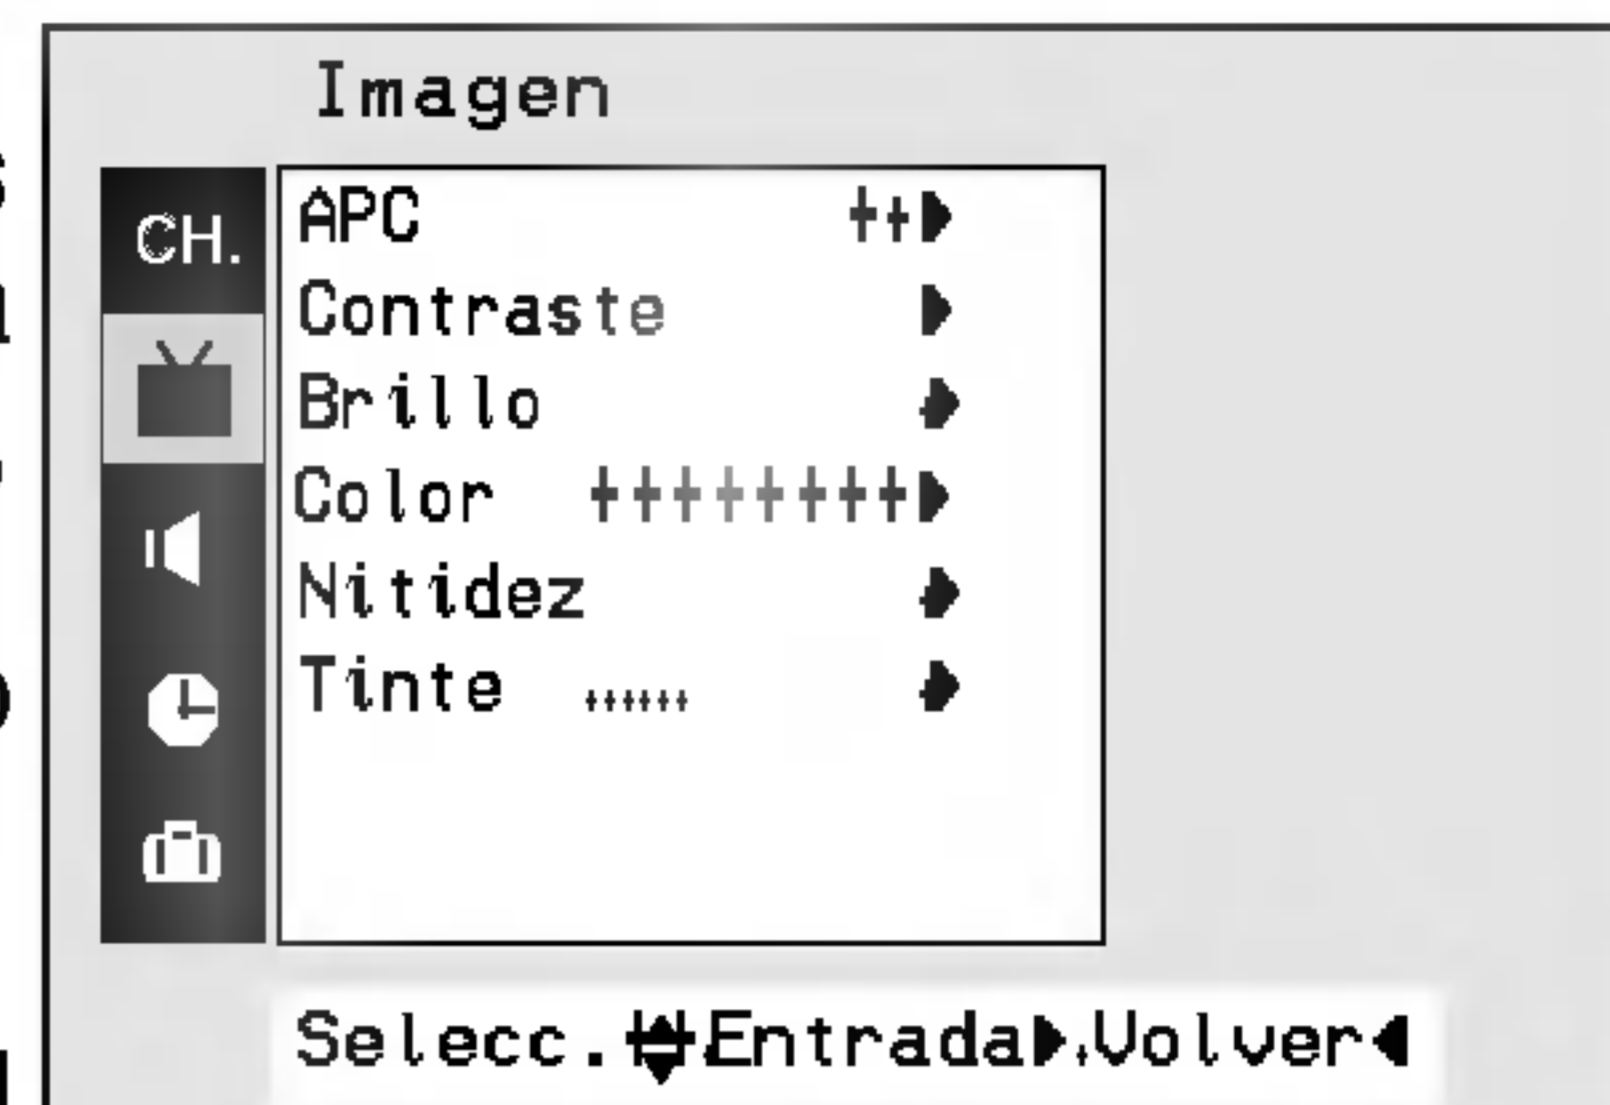 Imagen
CH.
APC
Contraste
Brillo
Color
Nitidez
Tinte
Selecc. Entrada Volver